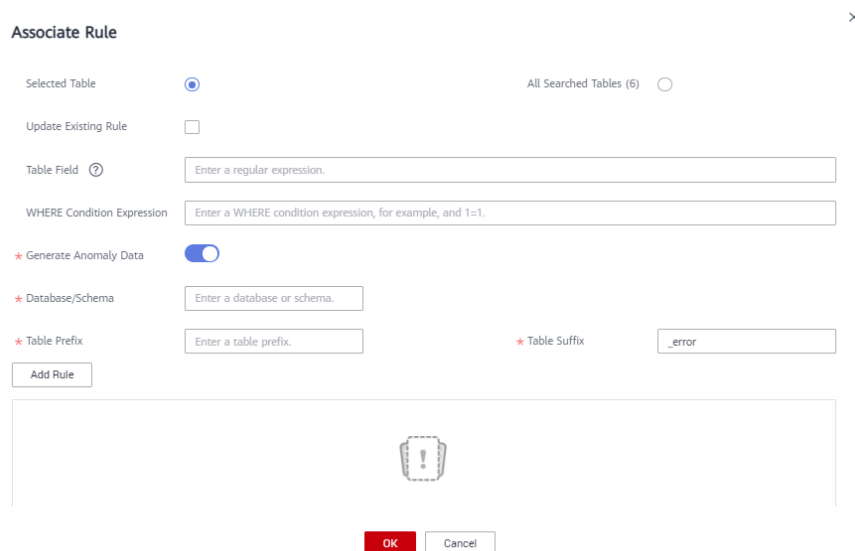 Associate Rule
Selected Table All Searched Tables (6)
Update Existing Rule
Table Field ? Enter a regular expression.
WHERE Condition Expression Enter a WHERE condition expression, for example, and 1=1.
* Generate Anomaly Data
* Database/Schema Enter a database or schema.
* Table Prefix Enter a table prefix. * Table Suffix _error
Add Rule
!
OK Cancel